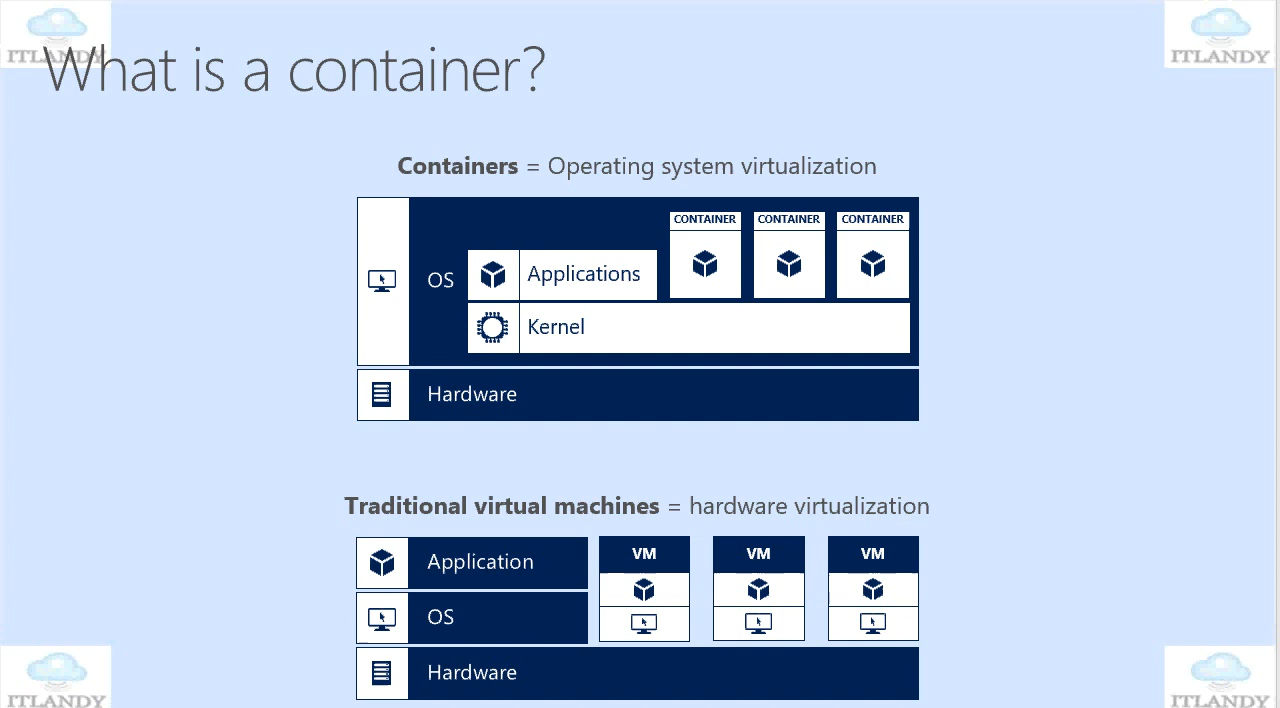 ITLANDY
ITLANDY
What is a container?
Containers = Operating system virtualization
CONTAINER CONTAINER CONTAINER
OS
Applications
Kernel
Hardware
Traditional virtual machines = hardware virtualization
Application
VM VM VM
OS
Hardware
ITLANDY
ITLANDY